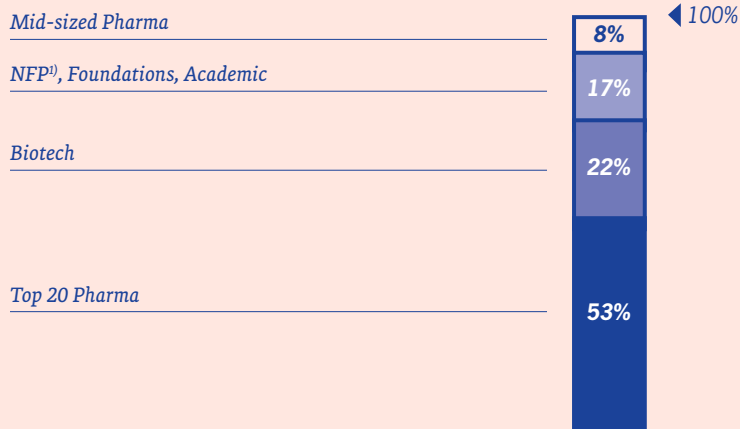 Mid-sized Pharma
8%
100%
NFP¹⁾, Foundations, Academic
17%
Biotech
22%
Top 20 Pharma
53%